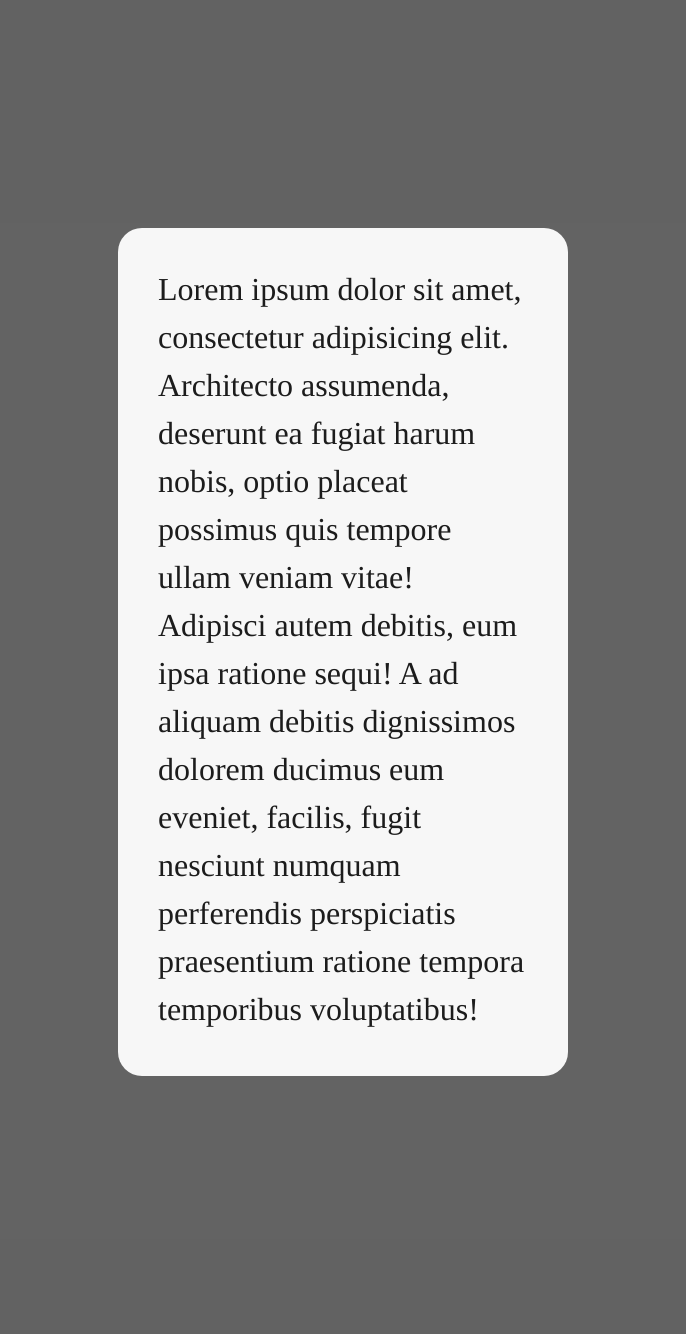 Lorem ipsum dolor sit amet,
consectetur adipisicing elit.
Architecto assumenda,
deserunt ea fugiat harum
nobis, optio placeat
possimus quis tempore
ullam veniam vitae!
Adipisci autem debitis, eum
ipsa ratione sequi! A ad
aliquam debitis dignissimos
dolorem ducimus eum
eveniet, facilis, fugit
nesciunt numquam
perferendis perspiciatis
praesentium ratione tempora
temporibus voluptatibus!